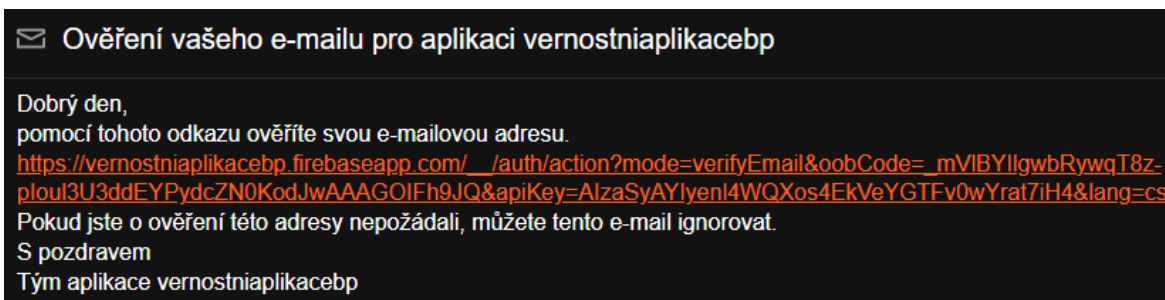 Ověření vašeho e-mailu pro aplikaci vernostniaplikacebp
Dobrý den,
pomocí tohoto odkazu ověříte svou e-mailovou adresu.
https://vernostniaplikacebp.firebaseapp.com/__/auth/action?mode=verifyEmail&oobCode=_mVlBYllgwbRywqT8z-
ploul3U3ddEYPydcZN0KodJwAAAGOIFh9JQ&apiKey=AIzaSyAYlyenl4WQXos4EkVeYGTFv0wYrat7iH4&lang=cs
Pokud jste o ověření této adresy nepožádali, můžete tento e-mail ignorovat.
S pozdravem
Tým aplikace vernostniaplikacebp